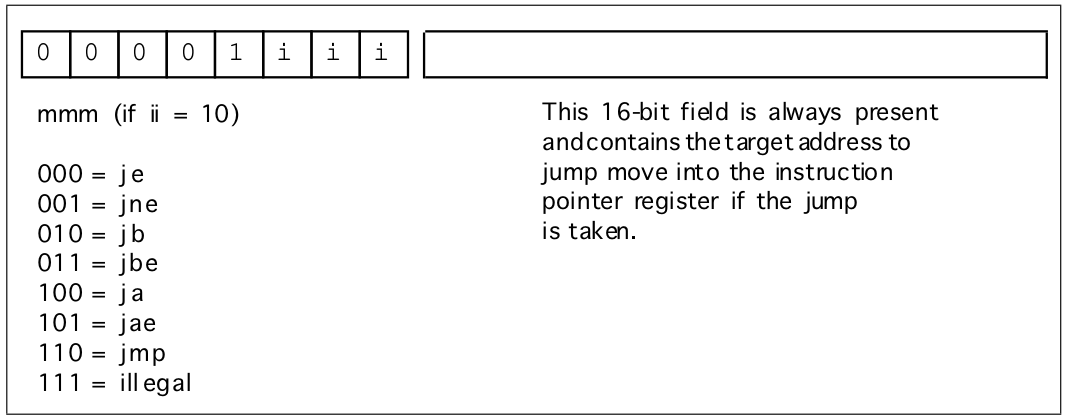 0 0 0 0 1 i i i
mmm (if ii = 10)
000 = je
001 = jne
010 = jb
011 = jbe
100 = ja
101 = jae
110 = jmp
111 = illegal
This 16-bit field is always present
and contains the target address to
jump move into the instruction
pointer register if the jump
is taken.